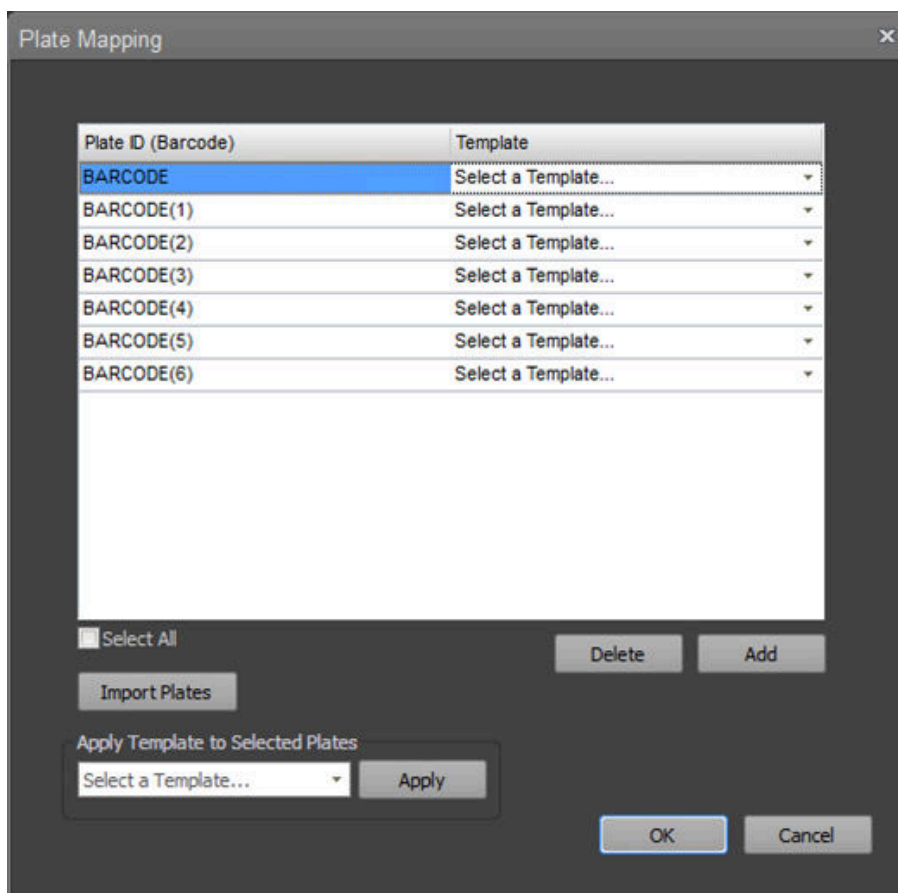 Plate Mapping
Plate ID (Barcode) Template
BARCODE Select a Template...
BARCODE(1) Select a Template...
BARCODE(2) Select a Template...
BARCODE(3) Select a Template...
BARCODE(4) Select a Template...
BARCODE(5) Select a Template...
BARCODE(6) Select a Template...
Select All
Delete Add
Import Plates
Apply Template to Selected Plates
Select a Template... Apply
OK Cancel